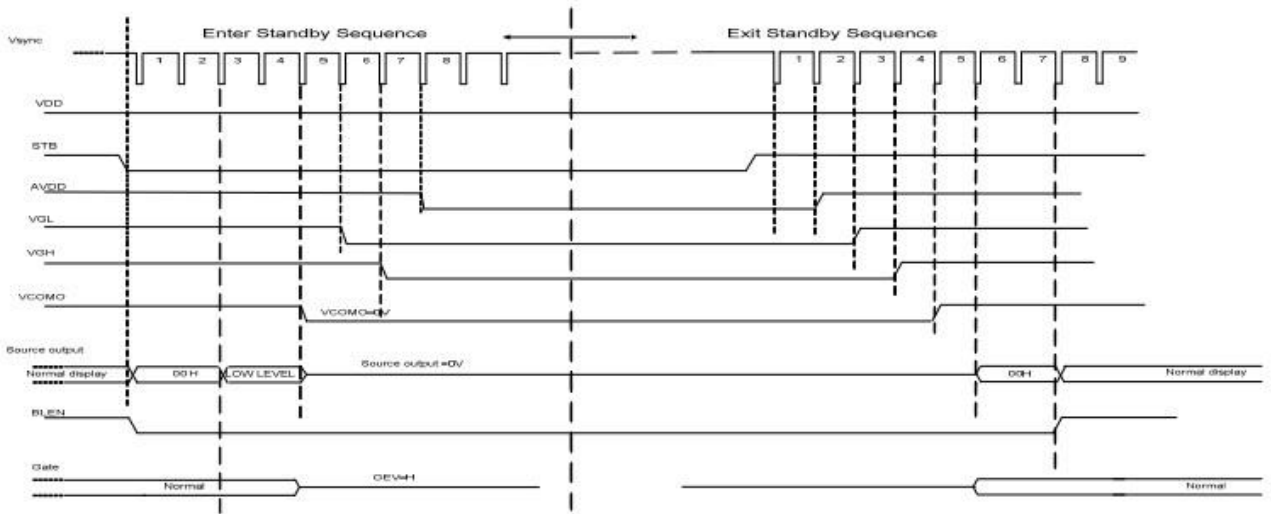 Enter Standby Sequence
Exit Standby Sequence
Vsync
1 2 3 4 5 6 7 8
1 2 3 4 5 6 7 8 9
VDD
STB
AVDD
VGL
VGH
VCOMO
VCOMO=0V
Source output
Normal display
00H
LOW LEVEL
Source output =0V
00H
Normal display
BLEN
Gate
Normal
OEV=H
Normal